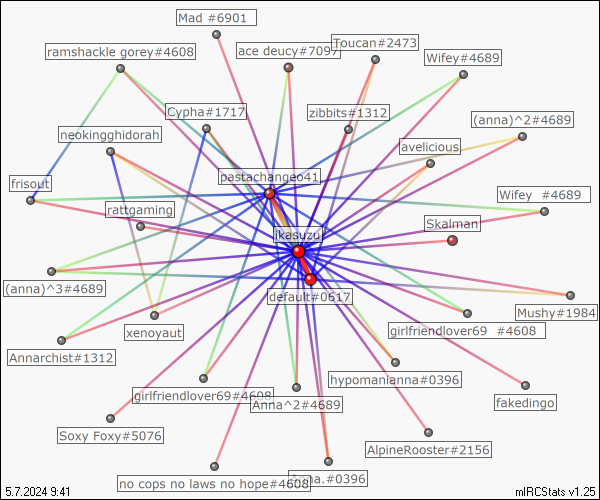 Mad #6901
ramshackle gorey#4608
ace deucy#7097
Toucan#2473
Wifey#4689
Cypha#1717
zibbits#1312
(anna)^2#4689
neokingghidorah
avelicious
pastachangeo41
frisout
Wifey  #4689
rattgaming
Skalman
ikasuzu
(anna)^3#4689
default#0617
Mushy#1984
xenoyaut
girlfriendlover69  #4608
Annarchist#1312
hypomanianna#0396
girlfriendlover69#4608
Anna^2#4689
fakedingo
Soxy Foxy#5076
AlpineRooster#2156
no cops no laws no hope#4608
Anna.#0396
5.7.2024 9:41
mIRCStats v1.25